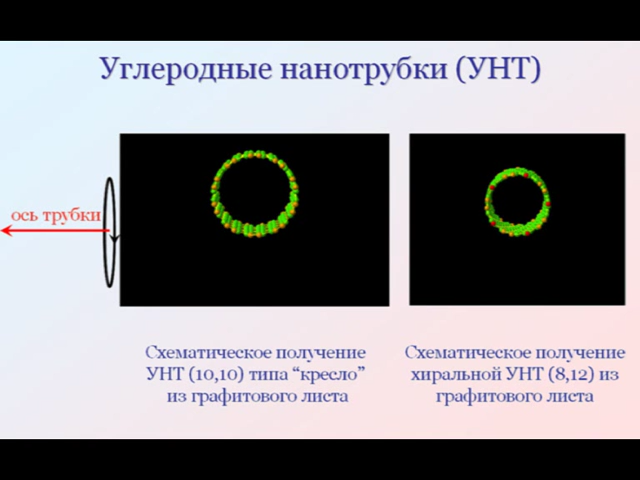 Углеродные нанотрубки (УНТ)
ось трубки
Схематическое получение
УНТ (10,10) типа “кресло”
из графитового листа
Схематическое получение
хиральной УНТ (8,12) из
графитового листа